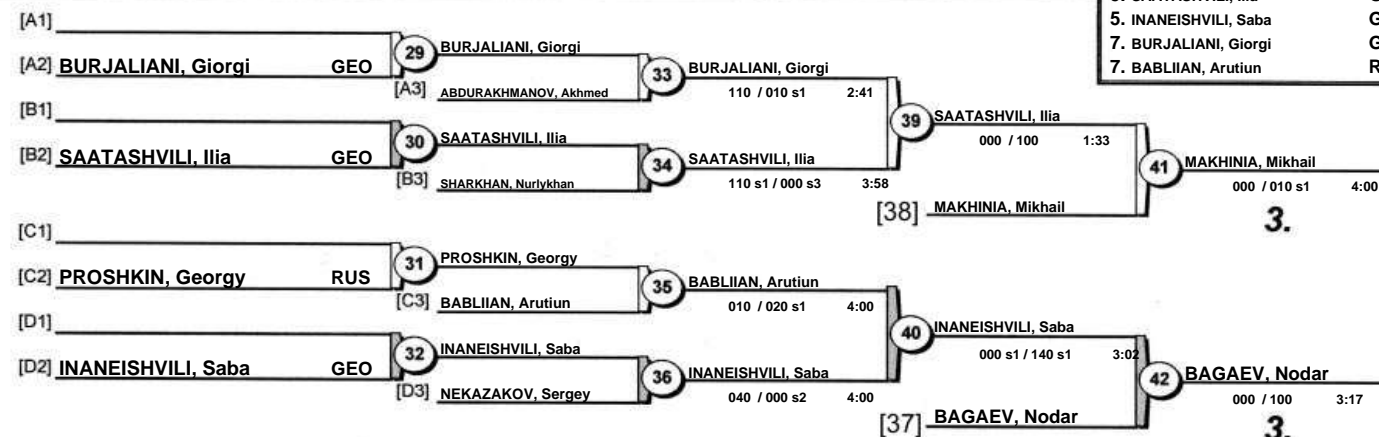 5. INANEISHVILI, Saba G
7. BURJALIANI, Giorgi G
7. BABLIIAN, Arutiun R
[A1]
[A2] BURJALIANI, Giorgi GEO
29 BURJALIANI, Giorgi
[A3] ABDURAKHMANOV, Akhmed
33 BURJALIANI, Giorgi
110 / 010 s1 2:41
[B1]
[B2] SAATASHVILI, Ilia GEO
30 SAATASHVILI, Ilia
[B3] SHARKHAN, Nurlykhan
34 SAATASHVILI, Ilia
110 s1 / 000 s3 3:58
39 SAATASHVILI, Ilia
000 / 100 1:33
[38] MAKHINIA, Mikhail
41 MAKHINIA, Mikhail
000 / 010 s1 4:00
3.
[C1]
[C2] PROSHKIN, Georgy RUS
31 PROSHKIN, Georgy
[C3] BABLIIAN, Arutiun
35 BABLIIAN, Arutiun
010 / 020 s1 4:00
[D1]
[D2] INANEISHVILI, Saba GEO
32 INANEISHVILI, Saba
[D3] NEKAZAKOV, Sergey
36 INANEISHVILI, Saba
040 / 000 s2 4:00
40 INANEISHVILI, Saba
000 s1 / 140 s1 3:02
[37] BAGAEV, Nodar
42 BAGAEV, Nodar
000 / 100 3:17
3.